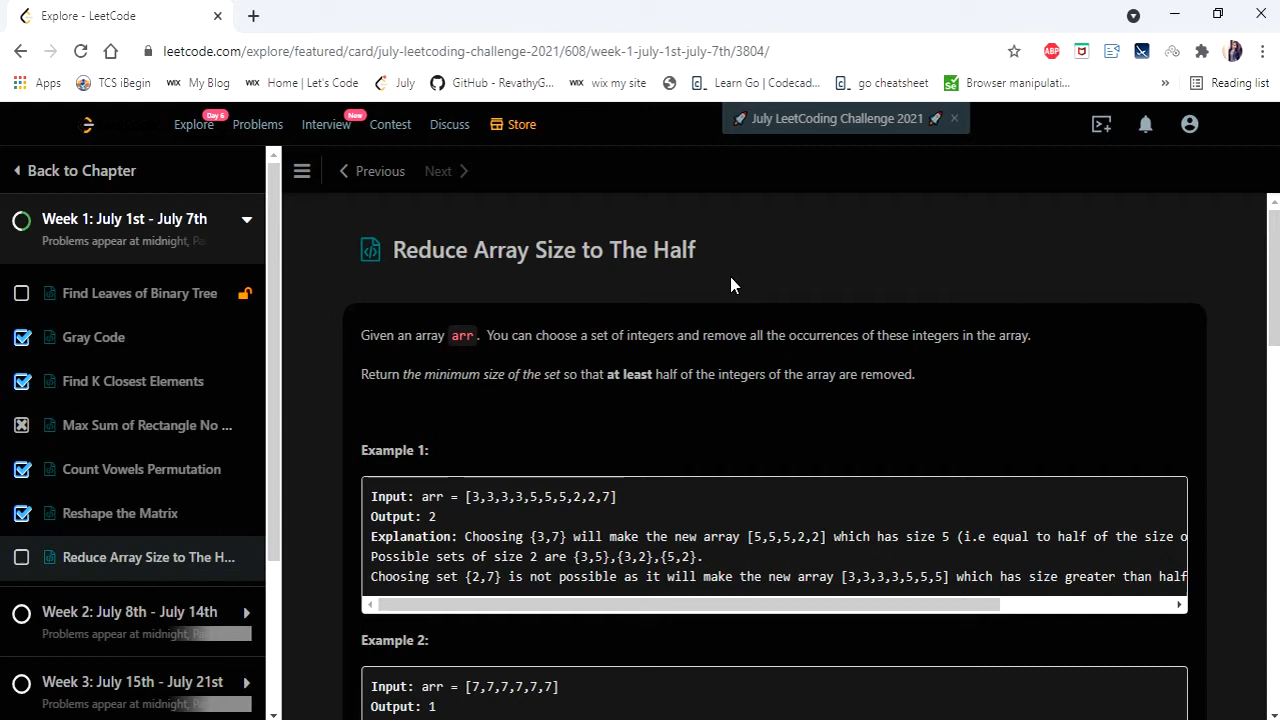 Explore - LeetCode
leetcode.com/explore/featured/card/july-leetcoding-challenge-2021/608/week-1-july-1st-july-7th/3804/
ABP
Apps TCS iBegin WIX My Blog WIX Home | Let's Code July GitHub - RevathyG... WIX wix my site Learn Go | Codecad... go cheatsheet Se Browser manipulati... » Reading list
Explore Day 6 Problems Interview New Contest Discuss Store 🚀 July LeetCoding Challenge 2021 🚀 ×
Back to Chapter
Previous Next
Week 1: July 1st - July 7th
Problems appear at midnight,
Find Leaves of Binary Tree
Gray Code
Find K Closest Elements
Max Sum of Rectangle No ...
Count Vowels Permutation
Reshape the Matrix
Reduce Array Size to The H...
Week 2: July 8th - July 14th
Problems appear at midnight,
Week 3: July 15th - July 21st
Problems appear at midnight,
Reduce Array Size to The Half
Given an array arr. You can choose a set of integers and remove all the occurrences of these integers in the array.
Return the minimum size of the set so that at least half of the integers of the array are removed.
Example 1:
Input: arr = [3,3,3,3,5,5,5,2,2,7]
Output: 2
Explanation: Choosing {3,7} will make the new array [5,5,5,2,2] which has size 5 (i.e equal to half of the size o
Possible sets of size 2 are {3,5},{3,2},{5,2}.
Choosing set {2,7} is not possible as it will make the new array [3,3,3,3,5,5,5] which has size greater than half
Example 2:
Input: arr = [7,7,7,7,7,7]
Output: 1